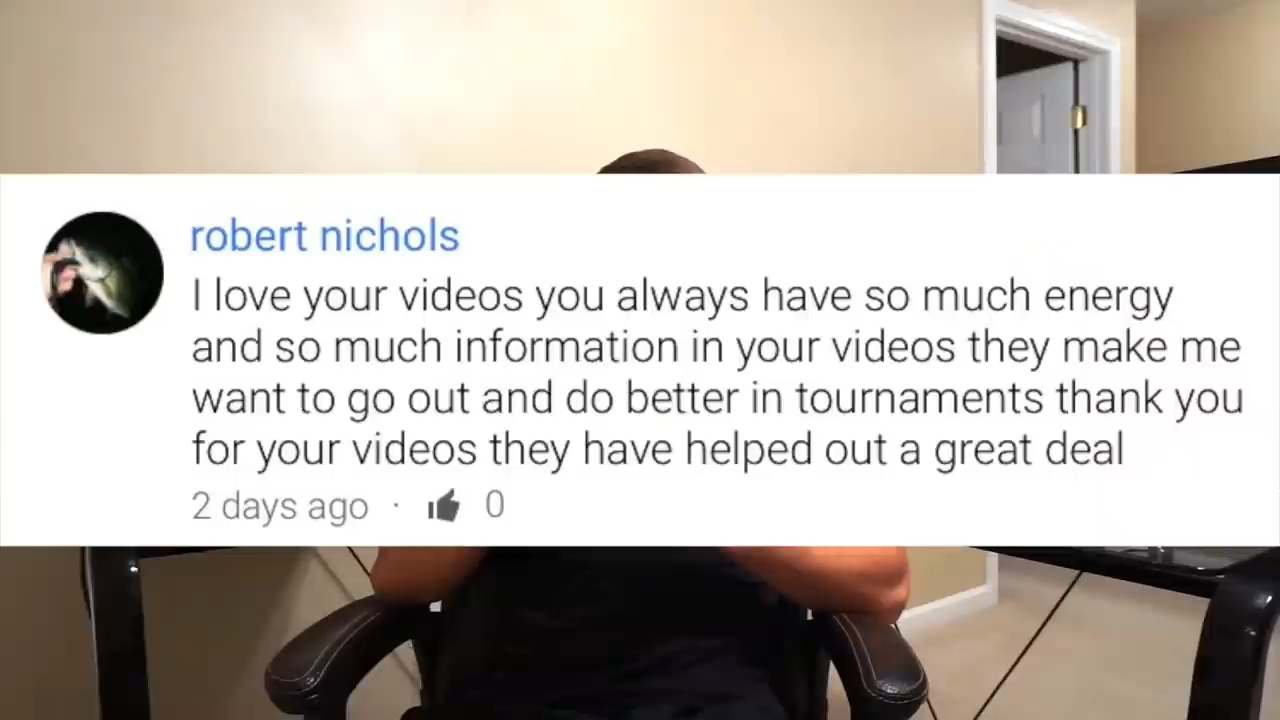 robert nichols
I love your videos you always have so much energy
and so much information in your videos they make me
want to go out and do better in tournaments thank you
for your videos they have helped out a great deal
2 days ago · 0